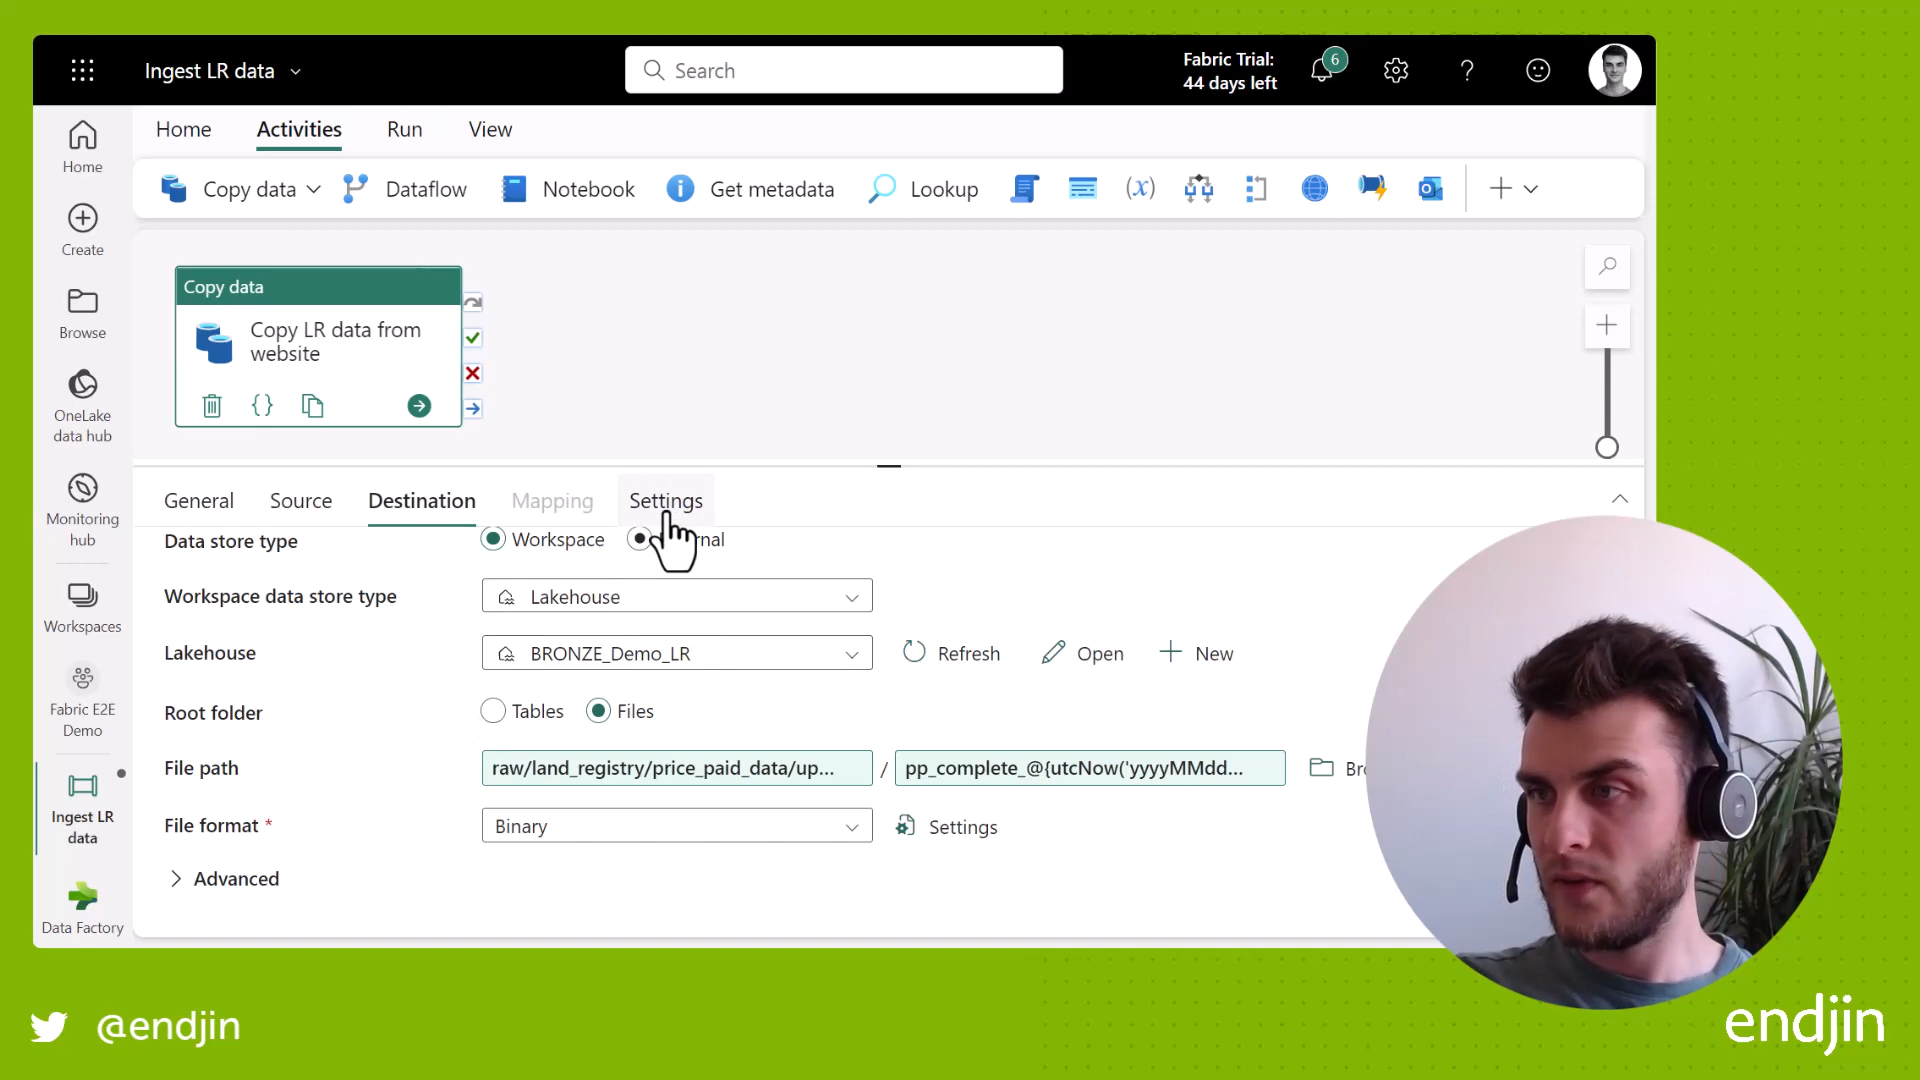 Ingest LR data
Search
Fabric Trial:
44 days left
6
Home Activities Run View
Copy data Dataflow Notebook Get metadata Lookup (x)
Home
Create
Browse
OneLake
data hub
Monitoring
hub
Workspaces
Fabric E2E
Demo
Ingest LR
data
Data Factory
Copy data
Copy LR data from
website
General Source Destination Mapping Settings
Data store type Workspace
Workspace data store type Lakehouse
Lakehouse BRONZE_Demo_LR Refresh Open New
Root folder Tables Files
File path raw/land_registry/price_paid_data/up... / pp_complete_@{utcNow('yyyyMMdd...
File format * Binary Settings
Advanced
@endjin
endjin